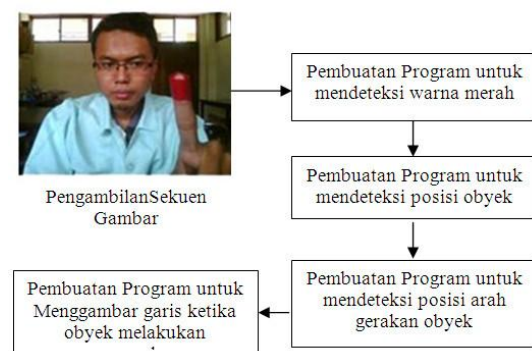 PengambilanSekuen
Gambar
Pembuatan Program untuk
mendeteksi warna merah
Pembuatan Program untuk
mendeteksi posisi obyek
Pembuatan Program untuk
mendeteksi posisi arah
gerakan obyek
Pembuatan Program untuk
Menggambar garis ketika
obyek melakukan